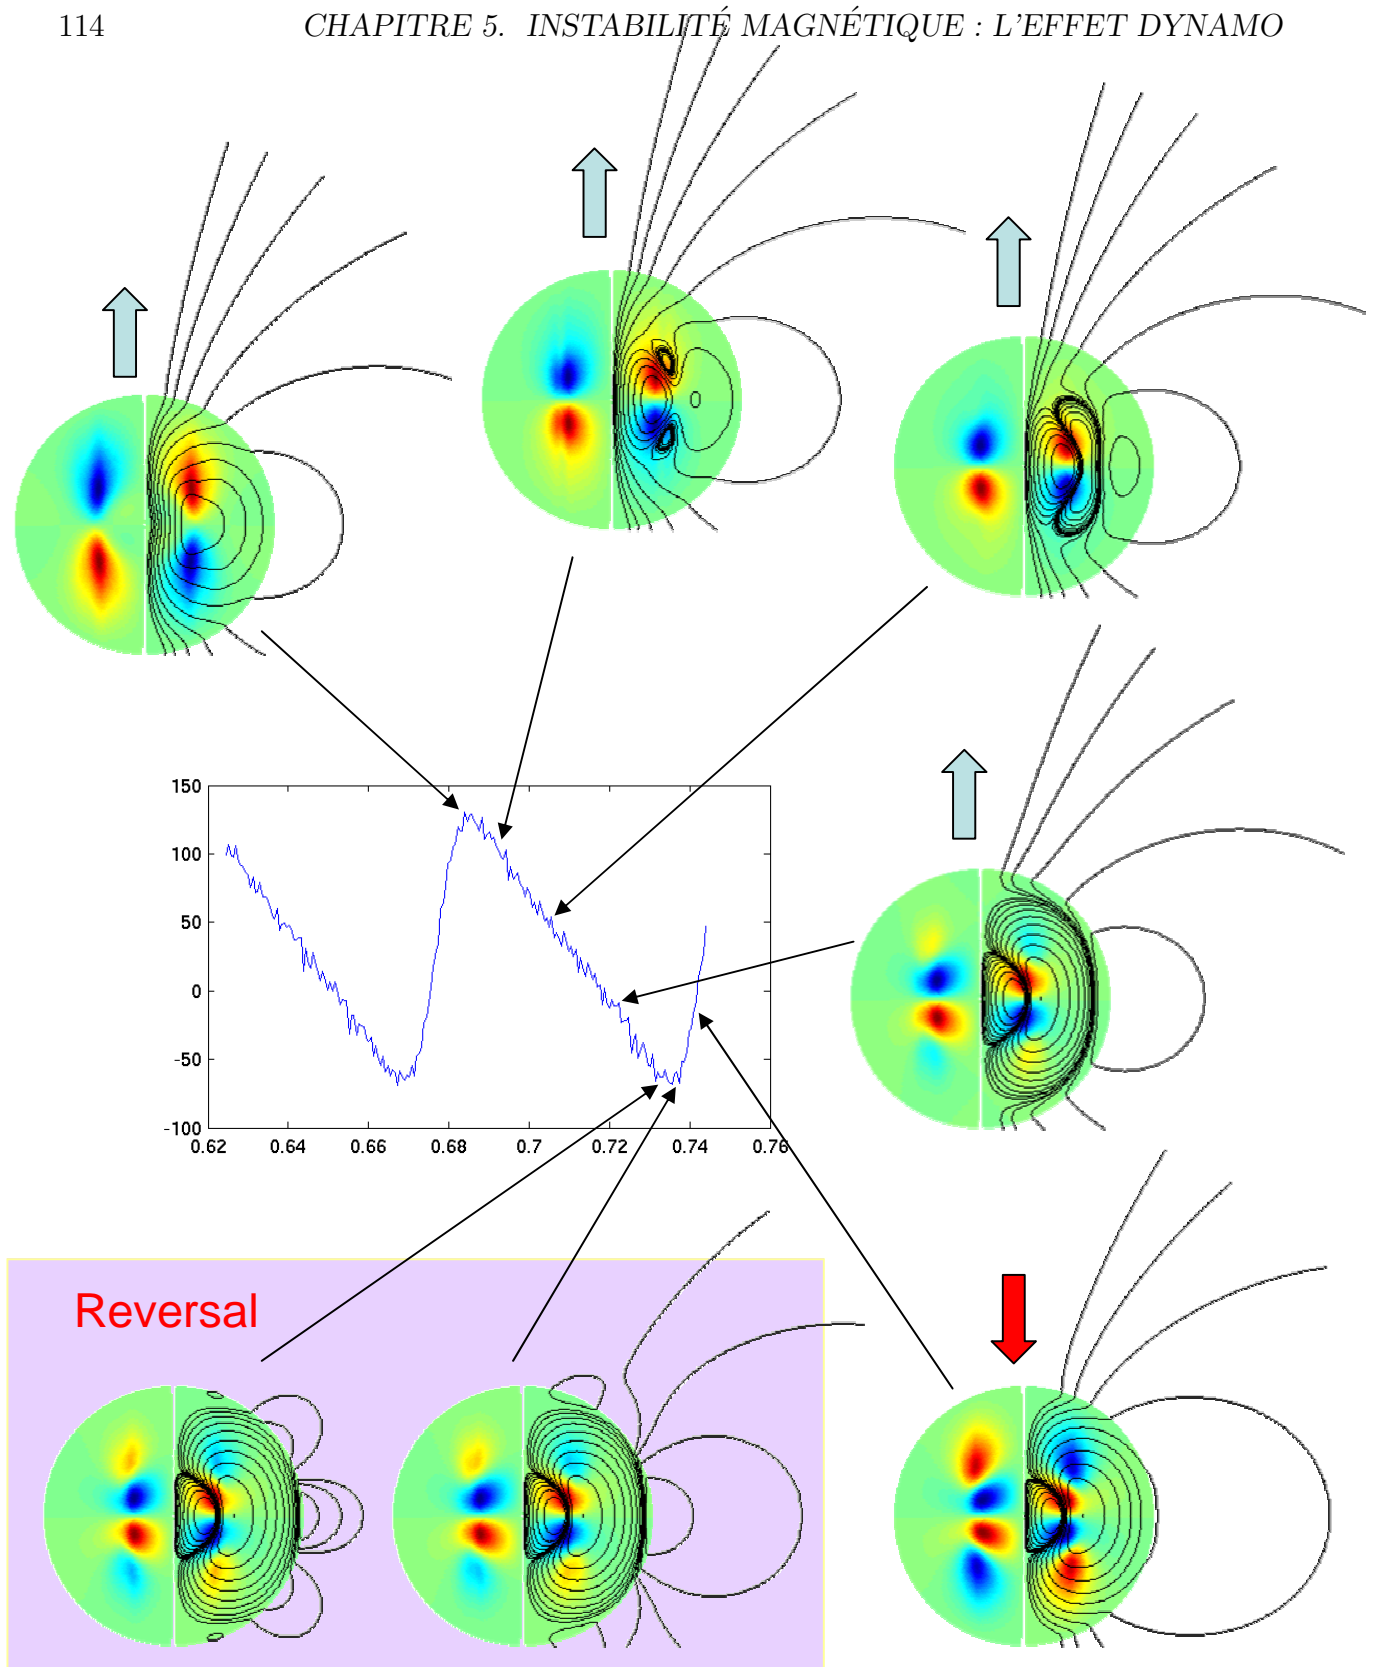 114 CHAPITRE 5. INSTABILITÉ MAGNÉTIQUE : L'EFFET DYNAMO
150
100
50
0
-50
-100
0.62 0.64 0.66 0.68 0.7 0.72 0.74 0.76
Reversal